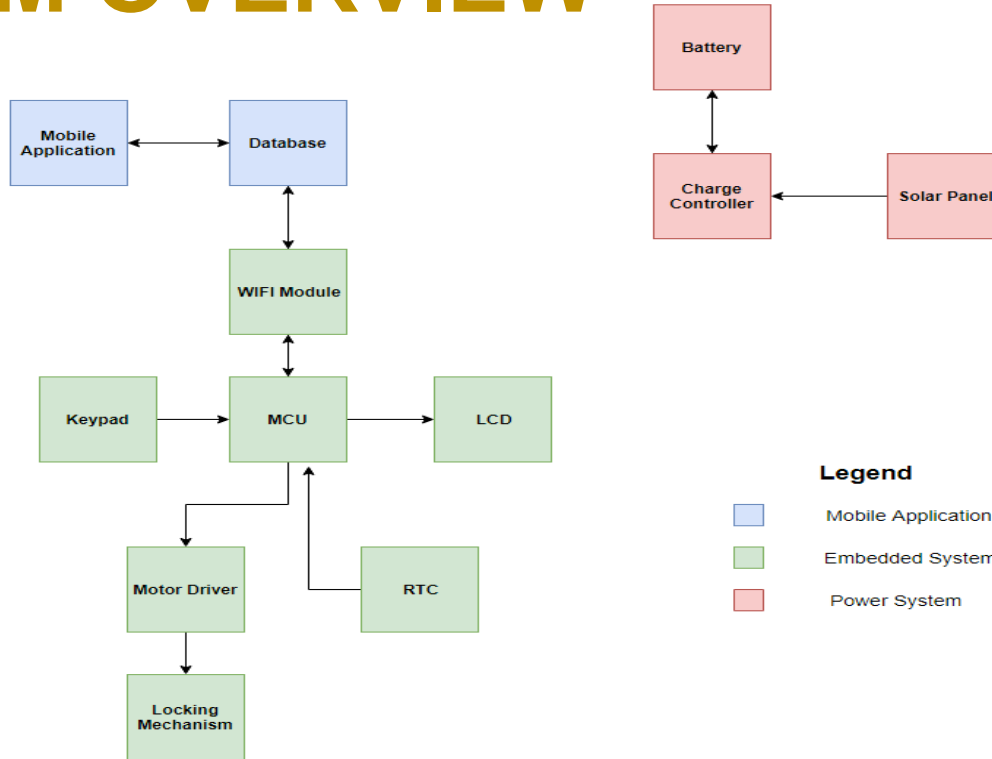 M OVERVIEW
Battery
Mobile
Application
Database
Charge
Controller
Solar Panel
WIFI Module
Keypad
MCU
LCD
Legend
Mobile Application
Embedded System
Power System
Motor Driver
RTC
Locking
Mechanism